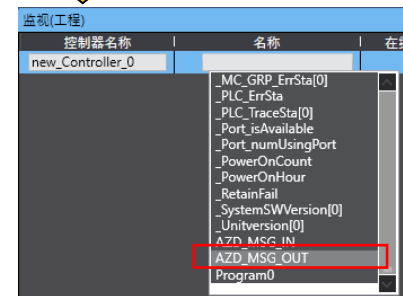 监视(工程)
控制器名称 名称 在
new_Controller_0
_MC_GRP_ErrSta[0]
_PLC_ErrSta
_PLC_TraceSta[0]
_Port_isAvailable
_Port_numUsingPort
_PowerOnCount
_PowerOnHour
_RetainFail
_SystemSWVersion[0]
_Unitversion[0]
AZD_MSG_IN
AZD_MSG_OUT
Program0